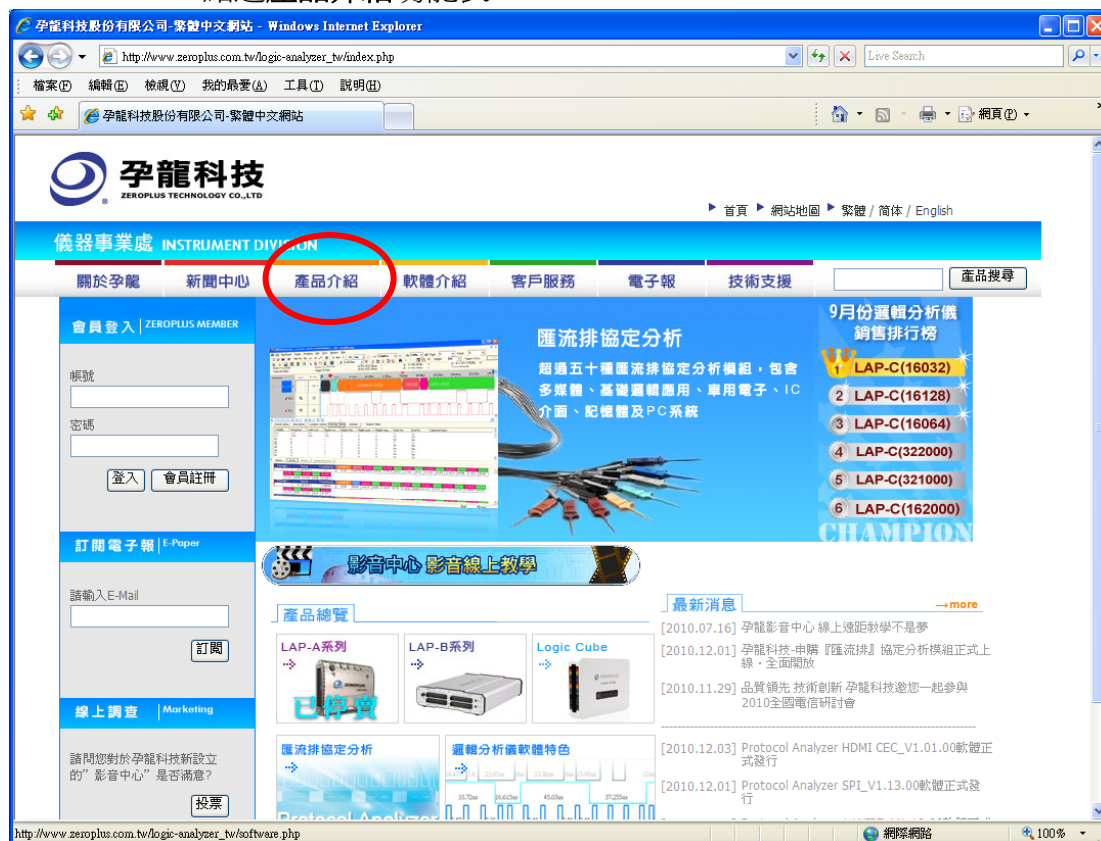 孕龍科技股份有限公司-繁體中文網站 - Windows Internet Explorer
http://www.zeroplus.com.tw/logic-analyzer_tw/index.php
Live Search
檔案(F) 編輯(E) 檢視(V) 我的最愛(A) 工具(T) 說明(H)
孕龍科技股份有限公司-繁體中文網站
網頁(P)
孕龍科技
ZEROPLUS TECHNOLOGY CO.,LTD
首頁 網站地圖 繁體 / 简体 / English
儀器事業處 INSTRUMENT DIVISION
關於孕龍 新聞中心 產品介紹 軟體介紹 客戶服務 電子報 技術支援 產品搜尋
會員登入 ZEROPLUS MEMBER
帳號
密碼
登入 會員註冊
訂閱電子報 E-Paper
請輸入E-Mail
訂閱
線上調查 Marketing
請問您對於孕龍科技新設立
的”影音中心”是否滿意?
投票
匯流排協定分析
超過五十種匯流排協定分析模組，包含
多媒體、基礎邏輯應用、車用電子、IC
介面、記憶體及PC系統
9月份邏輯分析儀
銷售排行榜
1 LAP-C(16032)
2 LAP-C(16128)
3 LAP-C(16064)
4 LAP-C(322000)
5 LAP-C(321000)
6 LAP-C(162000)
CHAMPION
影音中心 影音線上教學
產品總覽
LAP-A系列
已停賣
LAP-B系列
Logic Cube
匯流排協定分析
Protocol Analyzer
邏輯分析儀軟體特色
最新消息
→more
[2010.07.16] 孕龍影音中心 線上遠距教學不是夢
[2010.12.01] 孕龍科技-申購『匯流排』協定分析模組正式上
線・全面開放
[2010.11.29] 品質領先 技術創新 孕龍科技邀您一起參與
2010全國電信研討會
[2010.12.03] Protocol Analyzer HDMI CEC_V1.01.00軟體正
式發行
[2010.12.01] Protocol Analyzer SPI_V1.13.00軟體正式發
行
http://www.zeroplus.com.tw/logic-analyzer_tw/software.php
網際網路
100%